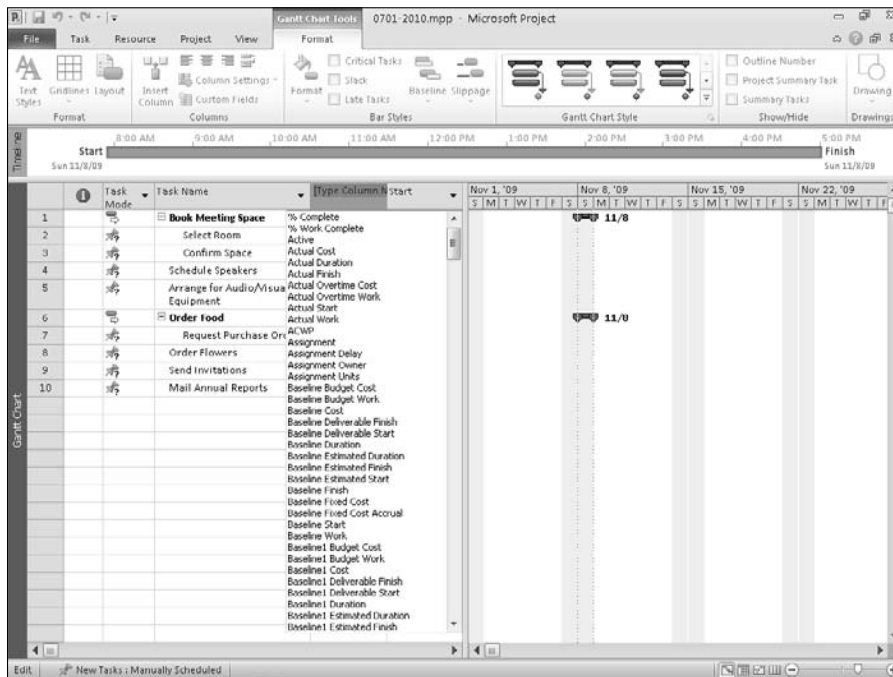 Gantt Chart Tools 0701-2010.mpp - Microsoft Project
File Task Resource Project View Format
Text Styles
Gridlines
Layout
Format
Insert Column
Column Settings
Custom Fields
Columns
Format
Critical Tasks
Slack
Late Tasks
Baseline
Slippage
Bar Styles
Gantt Chart Style
Outline Number
Project Summary Task
Summary Tasks
Show/Hide
Drawing
Drawings
Timeline
8:00 AM 9:00 AM 10:00 AM 11:00 AM 12:00 PM 1:00 PM 2:00 PM 3:00 PM 4:00 PM 5:00 PM
Start
Sun 11/8/09
Finish
Sun 11/8/09
Task Mode
Task Name
[Type Column N
Start
Nov 1, '09 Nov 8, '09 Nov 15, '09 Nov 22, '09
S M T W T F S S M T W T F S S M T W T F S S M T W T F
1 Book Meeting Space
2 Select Room
3 Confirm Space
4 Schedule Speakers
5 Arrange for Audio/Visua
Equipment
6 Order Food
7 Request Purchase Ord
8 Order Flowers
9 Send Invitations
10 Mail Annual Reports
% Complete
% Work Complete
Active
Actual Cost
Actual Duration
Actual Finish
Actual Overtime Cost
Actual Overtime Work
Actual Start
Actual Work
ACWP
Assignment
Assignment Delay
Assignment Owner
Assignment Units
Baseline Budget Cost
Baseline Budget Work
Baseline Cost
Baseline Deliverable Finish
Baseline Deliverable Start
Baseline Duration
Baseline Estimated Duration
Baseline Estimated Finish
Baseline Estimated Start
Baseline Finish
Baseline Fixed Cost
Baseline Fixed Cost Accrual
Baseline Start
Baseline Work
Baseline1 Budget Cost
Baseline1 Budget Work
Baseline1 Cost
Baseline1 Deliverable Finish
Baseline1 Deliverable Start
Baseline1 Duration
Baseline1 Estimated Duration
Baseline1 Estimated Finish
11/8
11/8
Gantt Chart
Edit New Tasks : Manually Scheduled